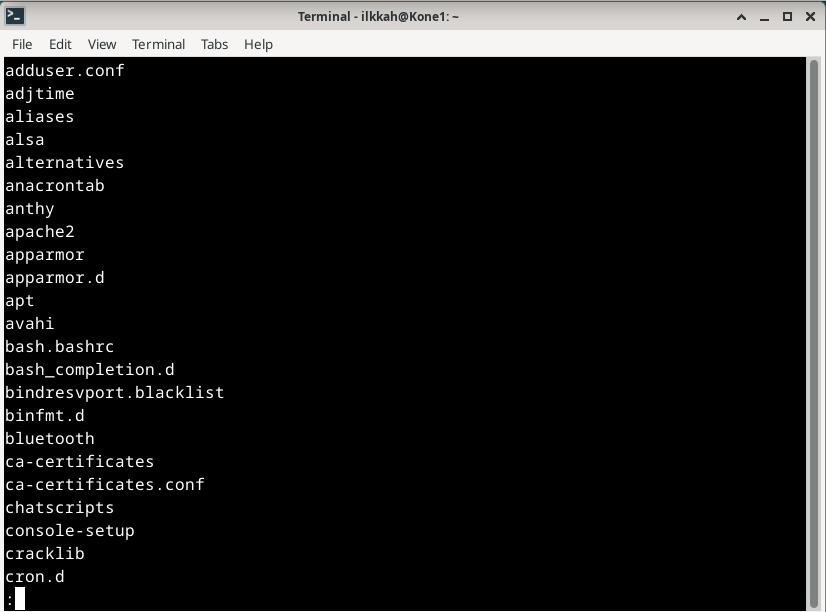 Terminal - ilkkah@Kone1: ~
File Edit View Terminal Tabs Help
adduser.conf
adjtime
aliases
alsa
alternatives
anacrontab
anthy
apache2
apparmor
apparmor.d
apt
avahi
bash.bashrc
bash_completion.d
bindresvport.blacklist
binfmt.d
bluetooth
ca-certificates
ca-certificates.conf
chatscripts
console-setup
cracklib
cron.d
: